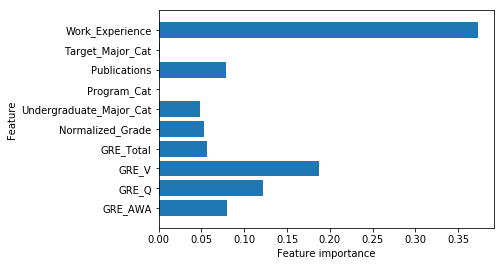 Work_Experience
Target_Major_Cat
Publications
Program_Cat
Undergraduate_Major_Cat
Normalized_Grade
GRE_Total
GRE_V
GRE_Q
GRE_AWA
Feature
0.00 0.05 0.10 0.15 0.20 0.25 0.30 0.35
Feature importance